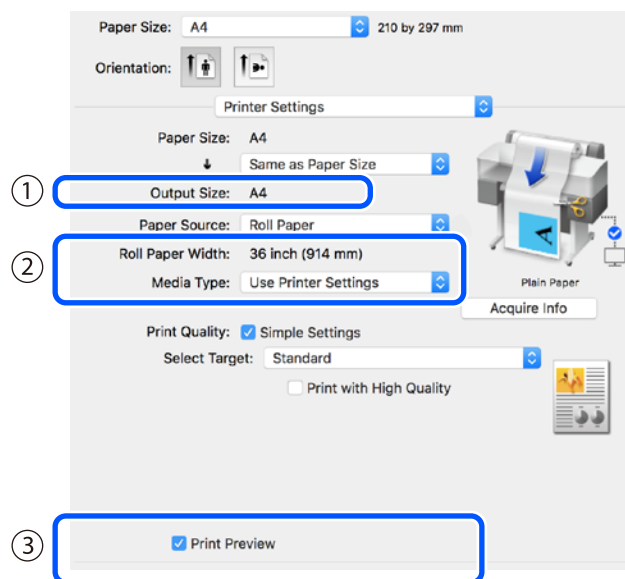 Paper Size: A4 210 by 297 mm
Orientation:
Printer Settings
Paper Size: A4
Same as Paper Size
① Output Size: A4
Paper Source: Roll Paper
② Roll Paper Width: 36 inch (914 mm)
Media Type: Use Printer Settings
Plain Paper
Acquire Info
Print Quality: Simple Settings
Select Target: Standard
Print with High Quality
③ Print Preview